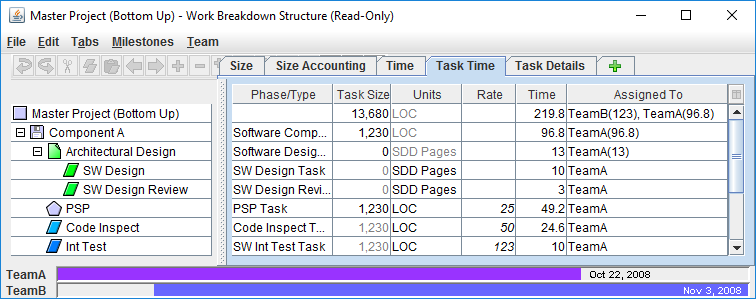 Master Project (Bottom Up) - Work Breakdown Structure (Read-Only)
File Edit Tabs Milestones Team
Size Size Accounting Time Task Time Task Details
Phase/Type Task Size Units Rate Time Assigned To
Master Project (Bottom Up) 13,680 LOC 219.8 TeamB(123), TeamA(96.8)
Component A Software Comp... 1,230 LOC 96.8 TeamA(96.8)
Architectural Design Software Desig... 0 SDD Pages 13 TeamA(13)
SW Design SW Design Task 0 SDD Pages 10 TeamA
SW Design Review SW Design Revi... 0 SDD Pages 3 TeamA
PSP PSP Task 1,230 LOC 25 49.2 TeamA
Code Inspect Code Inspect T... 1,230 LOC 50 24.6 TeamA
Int Test SW Int Test Task 1,230 LOC 123 10 TeamA
TeamA Oct 22, 2008
TeamB Nov 3, 2008